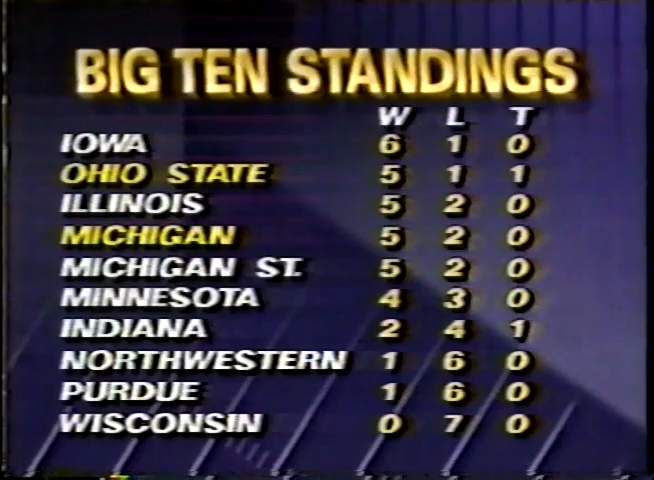 BIG TEN STANDINGS
W L T
IOWA 6 1 0
OHIO STATE 5 1 1
ILLINOIS 5 2 0
MICHIGAN 5 2 0
MICHIGAN ST. 5 2 0
MINNESOTA 4 3 0
INDIANA 2 4 1
NORTHWESTERN 1 6 0
PURDUE 1 6 0
WISCONSIN 0 7 0